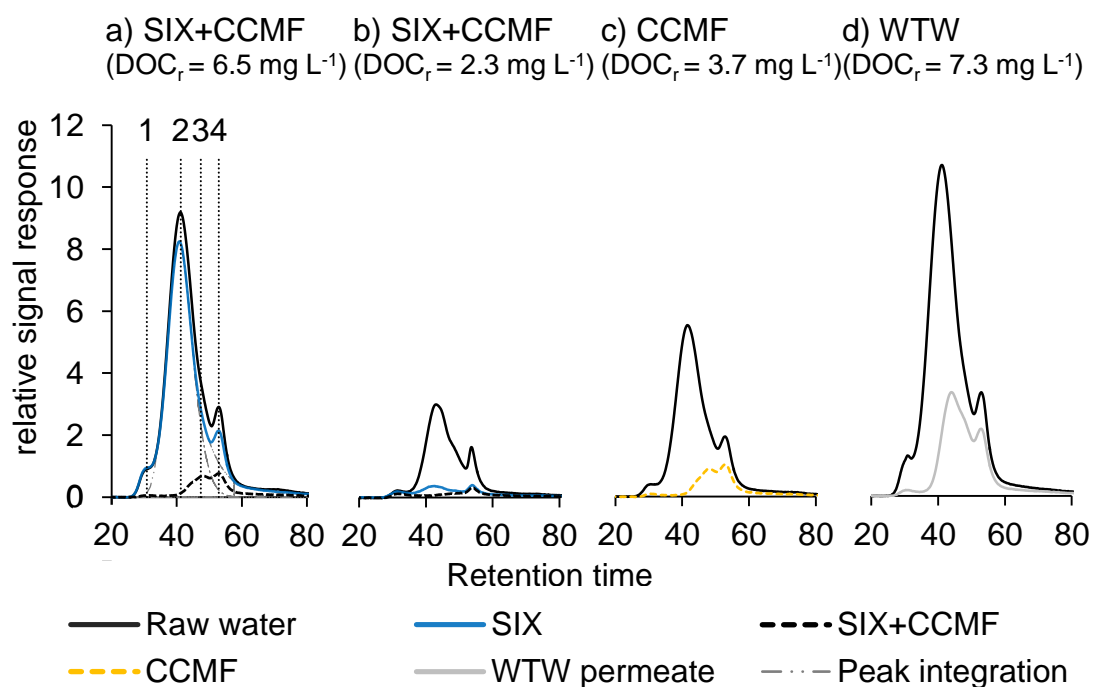 a) SIX+CCMF b) SIX+CCMF c) CCMF d) WTW
(DOCr = 6.5 mg L-1) (DOCr = 2.3 mg L-1) (DOCr = 3.7 mg L-1) (DOCr = 7.3 mg L-1)
relative signal response
12
10
8
6
4
2
0
1 2 3 4
20 40 60 80 20 40 60 80 20 40 60 80 20 40 60 80
Retention time
Raw water SIX SIX+CCMF
CCMF WTW permeate Peak integration